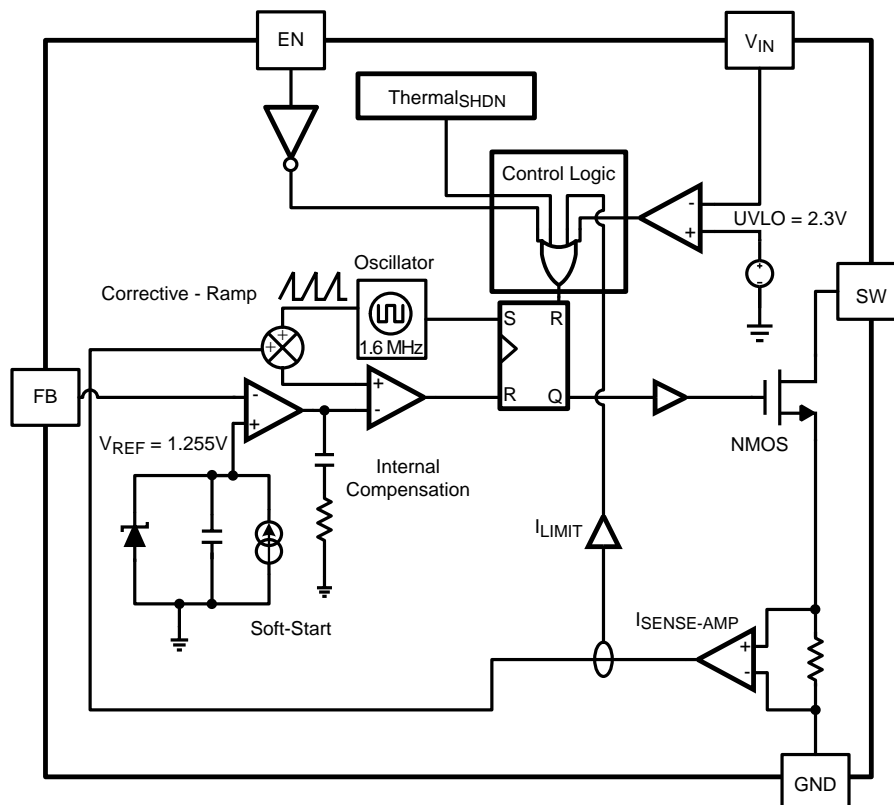 EN
VIN
ThermalSHDN
Control Logic
-
UVLO = 2.3V
+
+
-
Oscillator
Corrective - Ramp
SW
+
+
S
R
1.6 MHz
FB
-
+
+
-
R
Q
VREF = 1.255V
NMOS
Internal
Compensation
ILIMIT
Soft-Start
ISENSE-AMP
+
-
GND